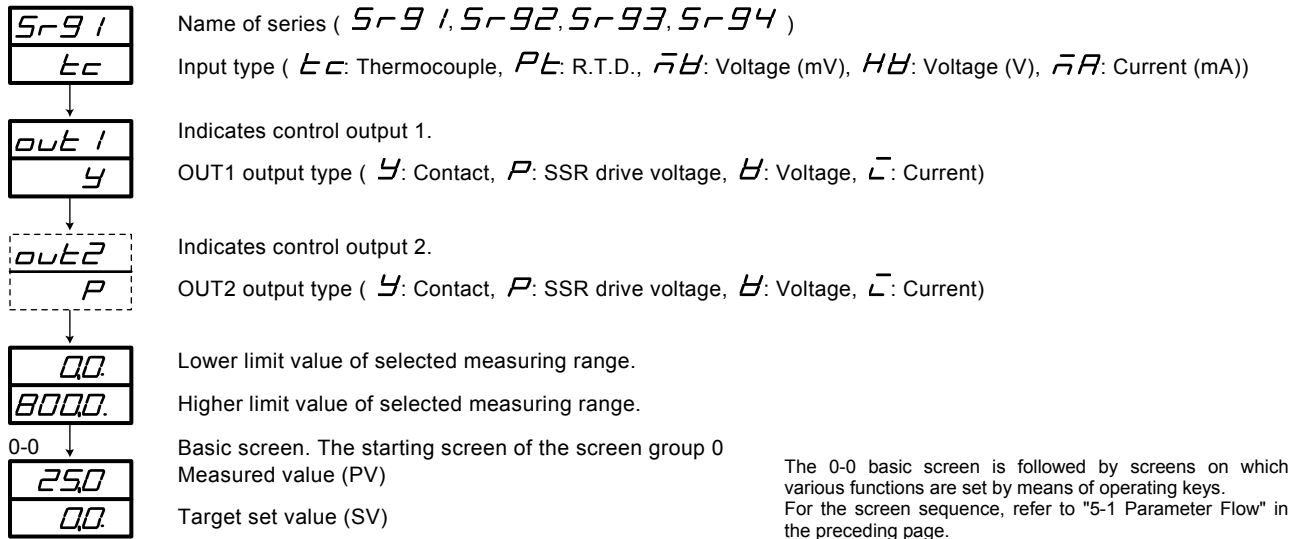 Sr91
tc
Name of series ( Sr91, Sr92, Sr93, Sr94 )
Input type ( tc: Thermocouple, Pt: R.T.D., mV: Voltage (mV), HV: Voltage (V), mA: Current (mA))
out1
Y
Indicates control output 1.
OUT1 output type ( Y: Contact, P: SSR drive voltage, V: Voltage, i: Current)
out2
P
Indicates control output 2.
OUT2 output type ( Y: Contact, P: SSR drive voltage, V: Voltage, i: Current)
0.0.
800.0.
Lower limit value of selected measuring range.
Higher limit value of selected measuring range.
0-0
25.0
0.0.
Basic screen. The starting screen of the screen group 0
Measured value (PV)
Target set value (SV)
The 0-0 basic screen is followed by screens on which
various functions are set by means of operating keys.
For the screen sequence, refer to "5-1 Parameter Flow" in
the preceding page.